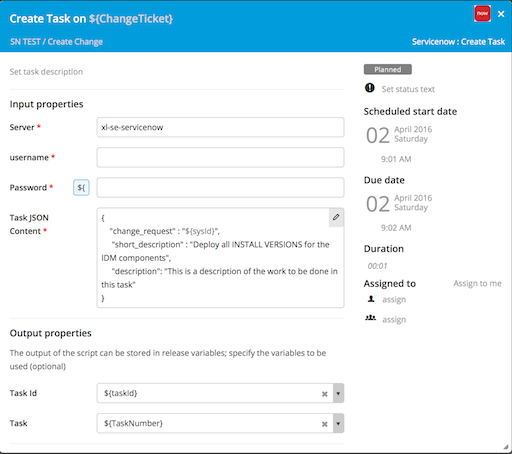 Create Task on ${ChangeTicket}
now
SN TEST / Create Change
Servicenow : Create Task
Set task description
Input properties
Server *
xl-se-servicenow
username *
Password *
${
Task JSON
Content *
{
"change_request" : "${sysId}",
"short_description" : "Deploy all INSTALL VERSIONS for the
IDM components",
"description": "This is a description of the work to be done in
this task"
}
Output properties
The output of the script can be stored in release variables; specify the variables to be
used (optional)
Task Id
${taskId}
Task
${TaskNumber}
Planned
Set status text
Scheduled start date
02
April 2016
Saturday
9:01 AM
Due date
02
April 2016
Saturday
9:02 AM
Duration
00:01
Assigned to
Assign to me
assign
assign